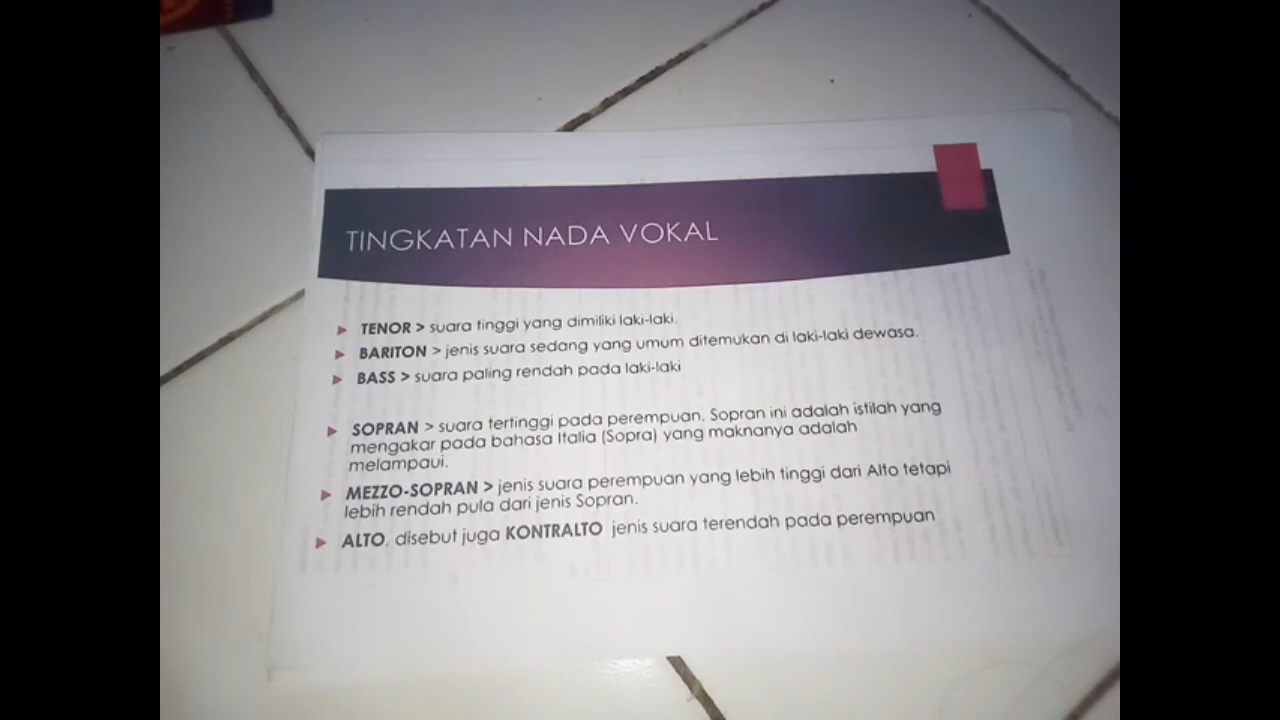 TINGKATAN NADA VOKAL
TENOR > suara tinggi yang dimiliki laki-laki.
BARITON > jenis suara sedang yang umum ditemukan di laki-laki dewasa.
BASS > suara paling rendah pada laki-laki
SOPRAN > suara tertinggi pada perempuan. Sopran ini adalah istilah yang
mengakar pada bahasa Italia (Sopra) yang maknanya adalah
melampaui.
MEZZO-SOPRAN > jenis suara perempuan yang lebih tinggi dari Alto tetapi
lebih rendah pula dari jenis Sopran.
ALTO, disebut juga KONTRALTO jenis suara terendah pada perempuan